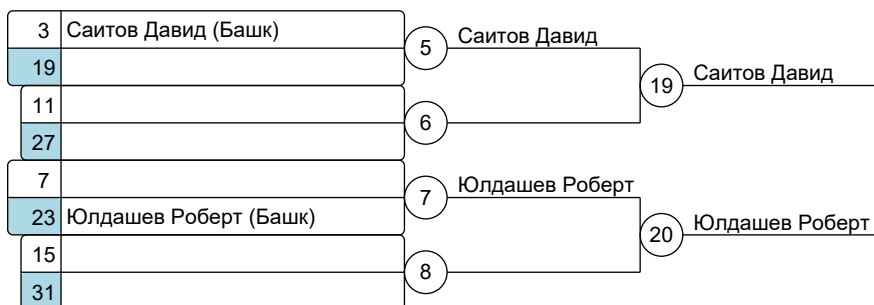 3 Саитов Давид (Башк)
5 Саитов Давид
19
19 Саитов Давид
11
6
27
7
7 Юлдашев Роберт
23 Юлдашев Роберт (Башк)
20 Юлдашев Роберт
15
8
31